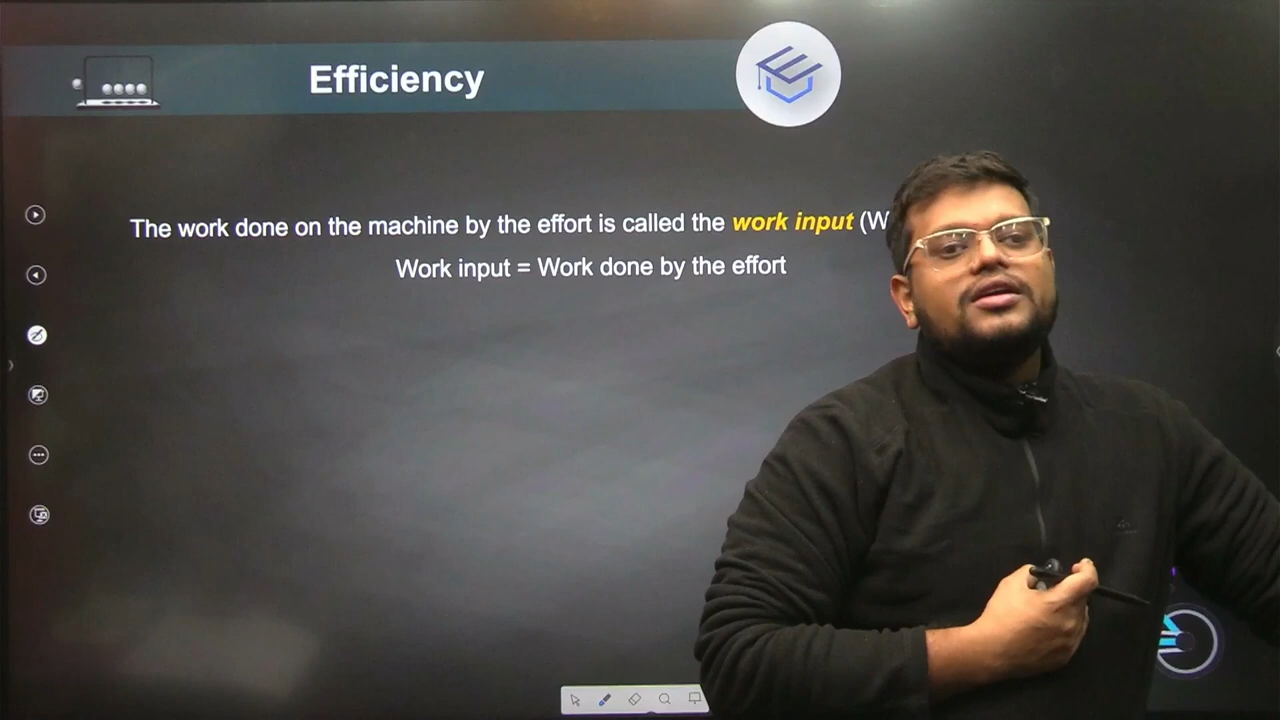 Efficiency
The work done on the machine by the effort is called the work input (W
Work input = Work done by the effort